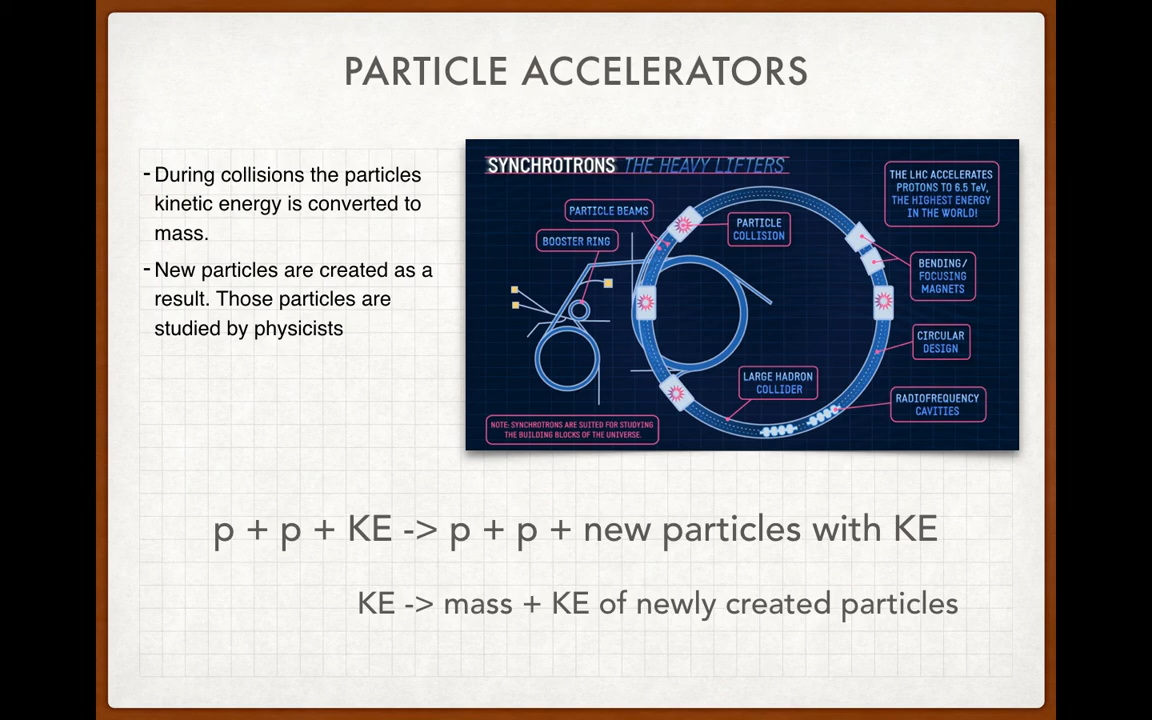 PARTICLE ACCELERATORS
- During collisions the particles
kinetic energy is converted to
mass.
- New particles are created as a
result. Those particles are
studied by physicists
SYNCHROTRONS THE HEAVY LIFTERS
THE LHC ACCELERATES
PROTONS TO 6.5 TeV,
THE HIGHEST ENERGY
IN THE WORLD!
PARTICLE BEAMS
PARTICLE
COLLISION
BOOSTER RING
BENDING/
FOCUSING
MAGNETS
CIRCULAR
DESIGN
LARGE HADRON
COLLIDER
RADIOFREQUENCY
CAVITIES
NOTE: SYNCHROTRONS ARE SUITED FOR STUDYING
THE BUILDING BLOCKS OF THE UNIVERSE.
p + p + KE -> p + p + new particles with KE
KE -> mass + KE of newly created particles